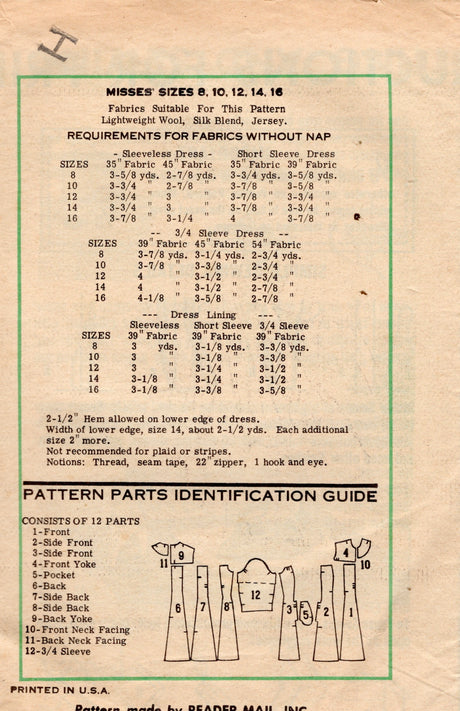 H
MISSES' SIZES 8, 10, 12, 14, 16
Fabrics Suitable For This Pattern
Lightweight Wool, Silk Blend, Jersey.
REQUIREMENTS FOR FABRICS WITHOUT NAP
- Sleeveless Dress - Short Sleeve Dress
SIZES 35" Fabric 45" Fabric 35" Fabric 39" Fabric
8 3-5/8 yds. 2-7/8 yds. 3-3/4 yds. 3-5/8 yds.
10 3-3/4 " 2-7/8 " 3-7/8 " 3-5/8 "
12 3-3/4 " 3 " 3-7/8 " 3-3/4 "
14 3-3/4 " 3 " 3-7/8 " 3-3/4 "
16 3-7/8 " 3-1/4 " 4 " 3-7/8 "
-- 3/4 Sleeve Dress --
SIZES 39" Fabric 45" Fabric 54" Fabric
8 3-7/8 yds. 3-1/4 yds. 2-3/4 yds.
10 3-7/8 " 3-3/8 " 2-3/4 "
12 4 " 3-1/2 " 2-3/4 "
14 4 " 3-1/2 " 2-7/8 "
16 4-1/8 " 3-5/8 " 2-7/8 "
--- Dress Lining ---
Sleeveless Short Sleeve 3/4 Sleeve
SIZES 39" Fabric 39" Fabric 39" Fabric
8 3 yds. 3-1/8 yds. 3-3/8 yds.
10 3 " 3-1/8 " 3-3/8 "
12 3 " 3-1/4 " 3-1/2 "
14 3-1/8 " 3-1/4 " 3-1/2 "
16 3-1/8 " 3-3/8 " 3-5/8 "
2-1/2" Hem allowed on lower edge of dress.
Width of lower edge, size 14, about 2-1/2 yds. Each additional
size 2" more.
Not recommended for plaid or stripes.
Notions: Thread, seam tape, 22" zipper, 1 hook and eye.
PATTERN PARTS IDENTIFICATION GUIDE
CONSISTS OF 12 PARTS
1-Front
2-Side Front
3-Side Front
4-Front Yoke
5-Pocket
6-Back
7-Side Back
8-Side Back
9-Back Yoke
10-Front Neck Facing
11-Back Neck Facing
12-3/4 Sleeve
9 4
11 10
12
6 7 8 3 5 2 1
PRINTED IN U.S.A.
Pattern made by READER MAIL, INC.